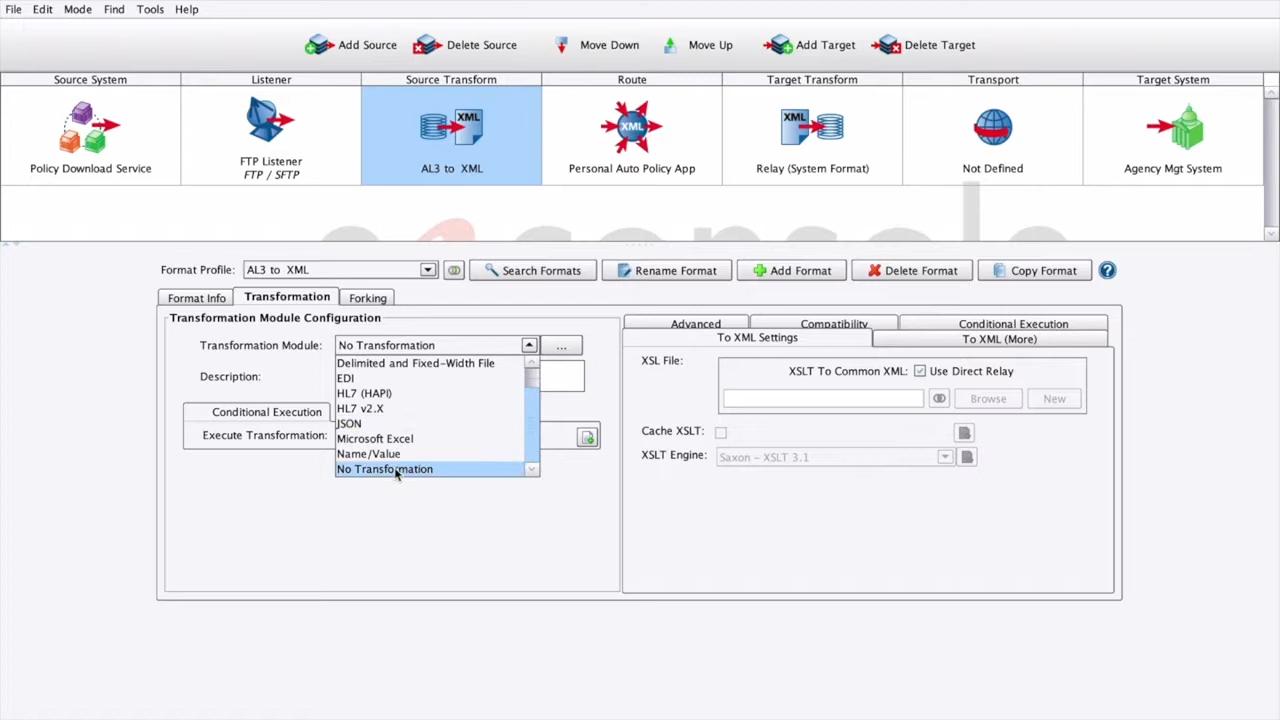 File Edit Mode Find Tools Help
Add Source Delete Source Move Down Move Up Add Target Delete Target
Source System Listener Source Transform Route Target Transform Transport Target System
XML XML XML
Policy Download Service FTP Listener AL3 to XML Personal Auto Policy App Relay (System Format) Not Defined Agency Mgt System
FTP / SFTP
console
Format Profile: AL3 to XML Search Formats Rename Format Add Format Delete Format Copy Format ?
Format Info Transformation Forking
Transformation Module Configuration
Transformation Module: No Transformation ...
Delimited and Fixed-Width File
EDI
HL7 (HAPI)
HL7 v2.X
JSON
Microsoft Excel
Name/Value
No Transformation
Description:
Conditional Execution
Execute Transformation:
Advanced Compatibility Conditional Execution
To XML Settings To XML (More)
XSL File: XSLT To Common XML: Use Direct Relay
Browse New
Cache XSLT:
XSLT Engine: Saxon - XSLT 3.1